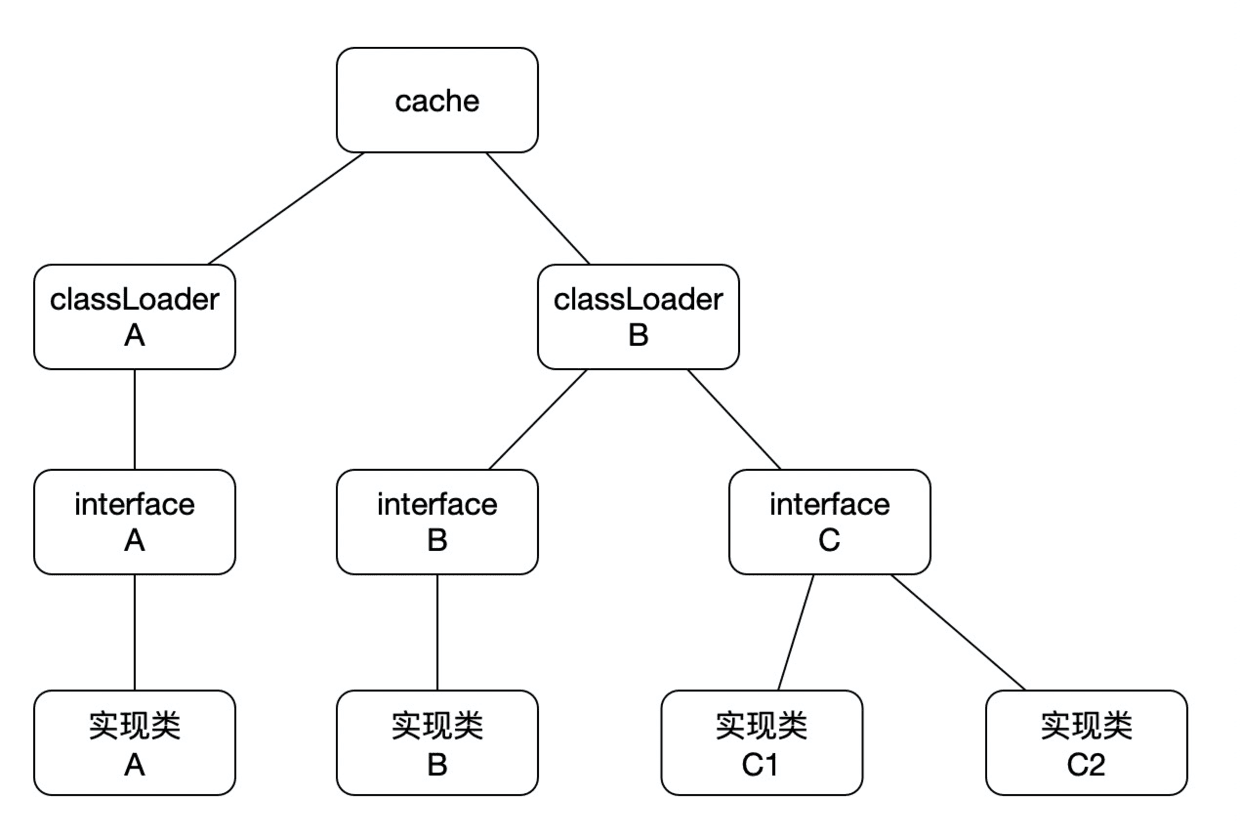 cache
classLoader
A
classLoader
B
interface
A
interface
B
interface
C
实现类
A
实现类
B
实现类
C1
实现类
C2